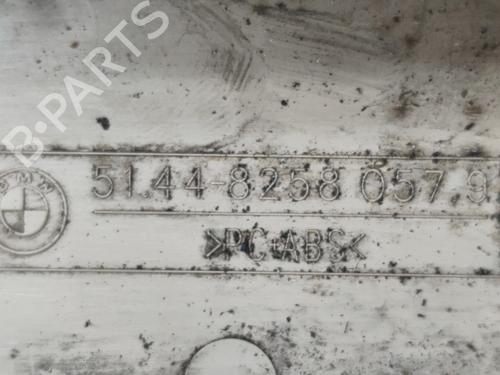 B-PARTS
BMW
51.44-8258 057.9
>PC+ABS<